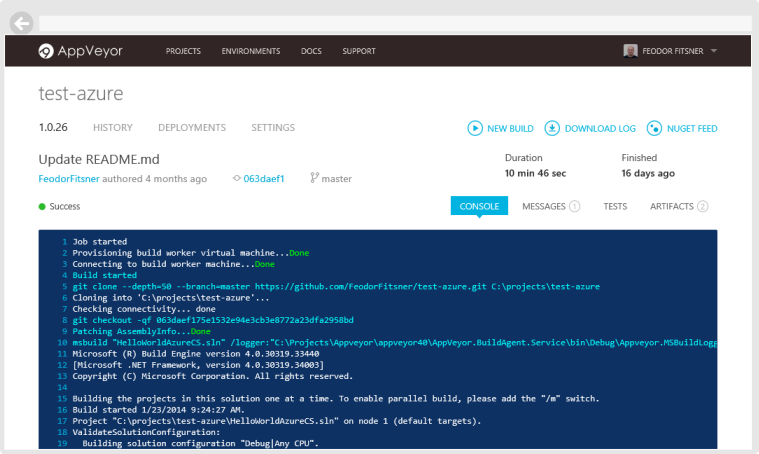 AppVeyor PROJECTS ENVIRONMENTS DOCS SUPPORT FEODOR FITSNER
test-azure
1.0.26 HISTORY DEPLOYMENTS SETTINGS NEW BUILD DOWNLOAD LOG NUGET FEED
Update README.md Duration Finished
FeodorFitsner authored 4 months ago 063daef1 master 10 min 46 sec 16 days ago
Success CONSOLE MESSAGES 1 TESTS ARTIFACTS 2
1 Job started
2 Provisioning build worker virtual machine...Done
3 Connecting to build worker machine...Done
4 Build started
5 git clone --depth=50 --branch=master https://github.com/FeodorFitsner/test-azure.git C:\projects\test-azure
6 Cloning into 'C:\projects\test-azure'...
7 Checking connectivity... done
8 git checkout -qf 063daef175e1532e94e3cb3e8772a23dfa2958bd
9 Patching AssemblyInfo...Done
10 msbuild "HelloWorldAzureCS.sln" /logger:"C:\Projects\Appveyor\appveyor40\AppVeyor.BuildAgent.Service\bin\Debug\Appveyor.MSBuildLogg
11 Microsoft (R) Build Engine version 4.0.30319.33440
12 [Microsoft .NET Framework, version 4.0.30319.34003]
13 Copyright (C) Microsoft Corporation. All rights reserved.
14
15 Building the projects in this solution one at a time. To enable parallel build, please add the "/m" switch.
16 Build started 1/23/2014 9:24:27 AM.
17 Project "C:\projects\test-azure\HelloWorldAzureCS.sln" on node 1 (default targets).
18 ValidateSolutionConfiguration:
19 Building solution configuration "Debug|Any CPU".